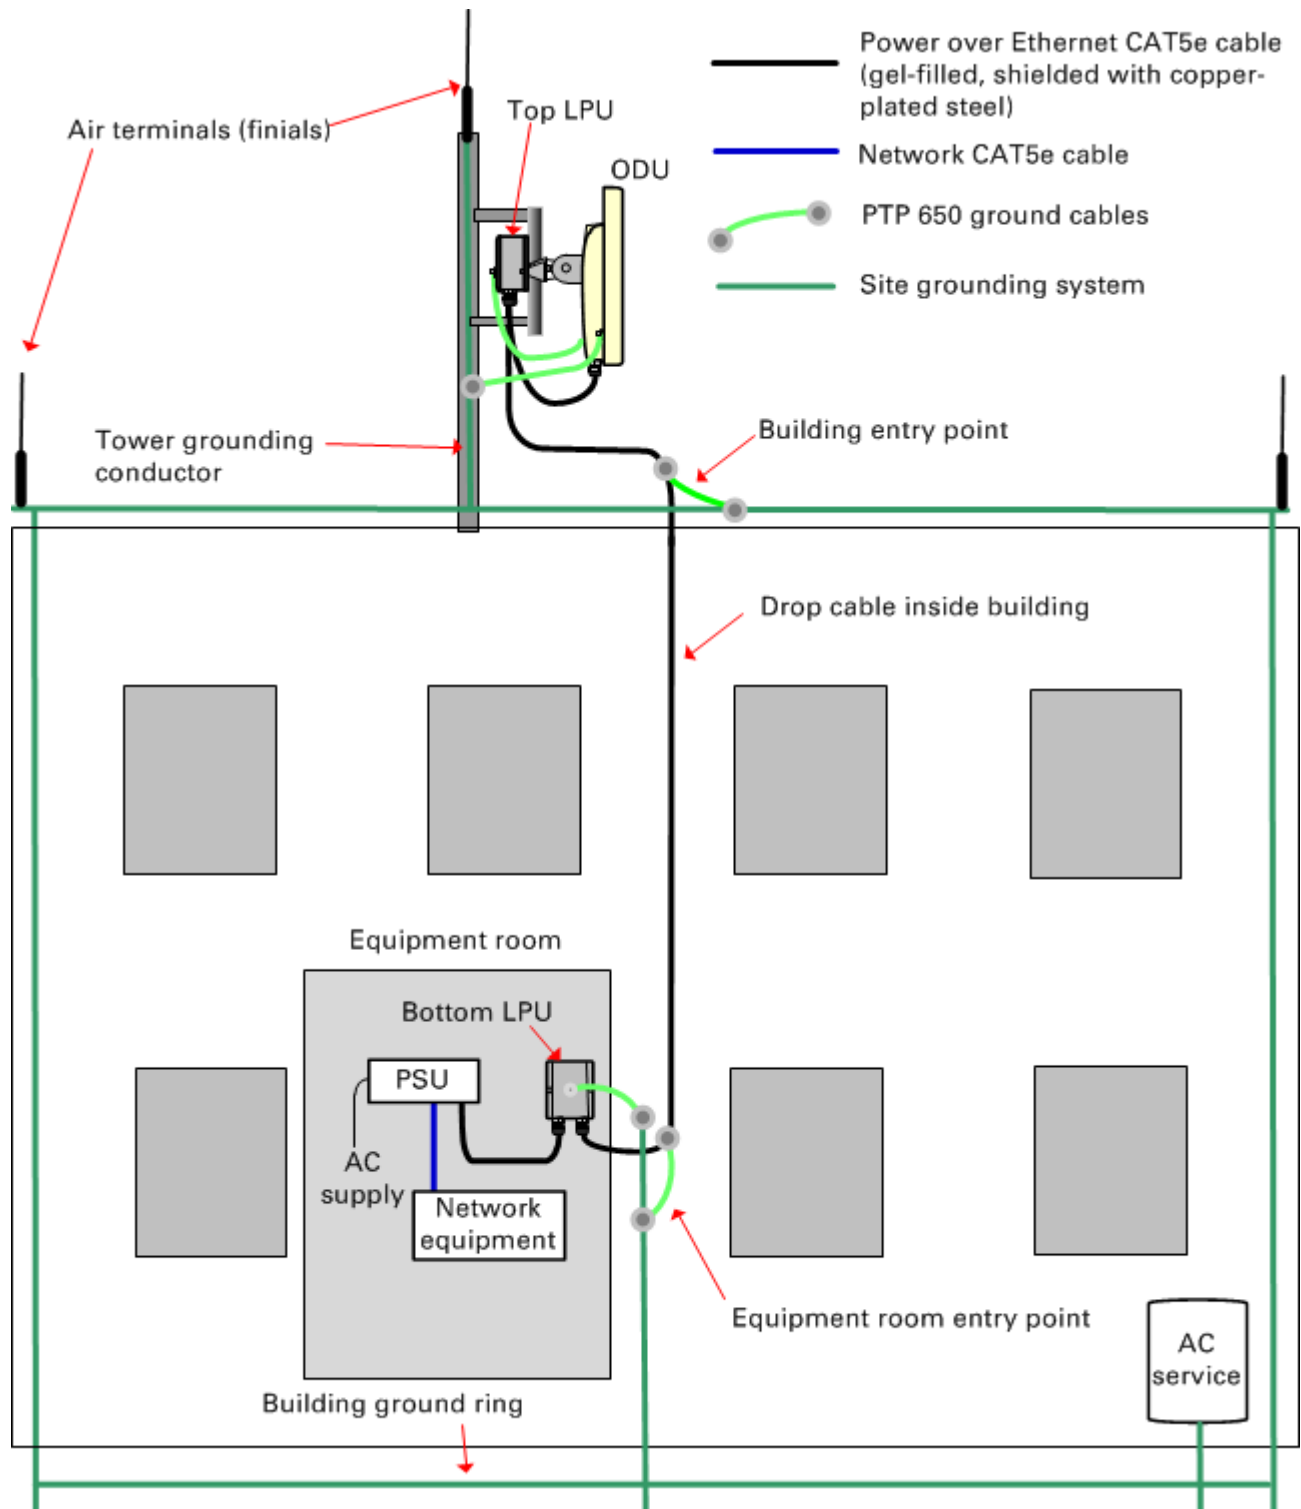 Power over Ethernet CAT5e cable
(gel-filled, shielded with copper-
plated steel)
Top LPU
Air terminals (finials)
Network CAT5e cable
ODU
PTP 650 ground cables
Site grounding system
Tower grounding
conductor
Building entry point
Drop cable inside building
Equipment room
Bottom LPU
PSU
AC
supply
Network
equipment
Equipment room entry point
AC
service
Building ground ring